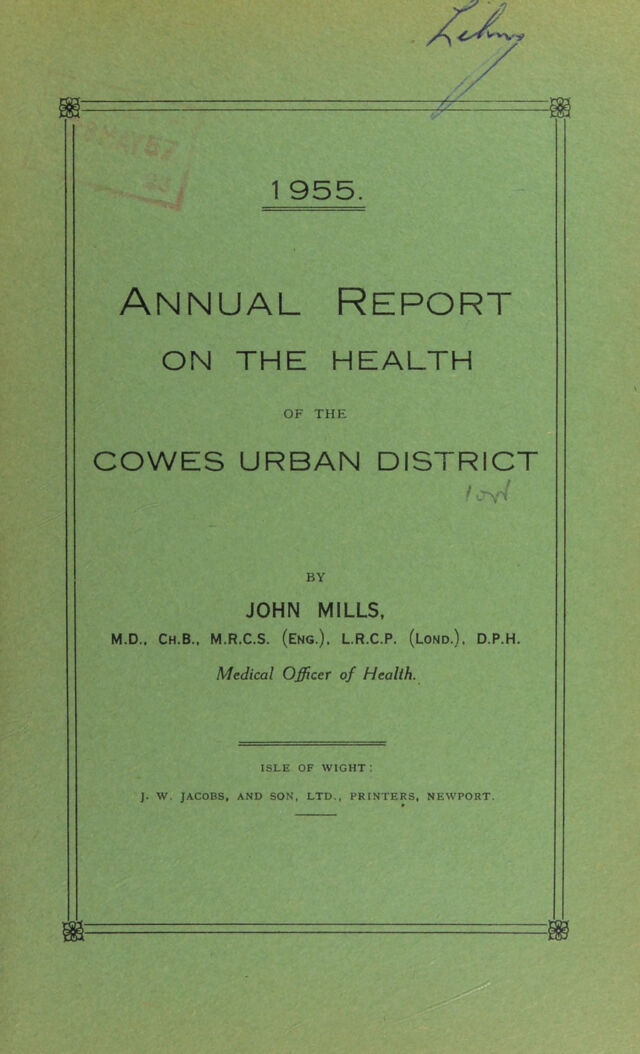 1955.
ANNUAL REPORT
ON THE HEALTH
OF THE
COWES URBAN DISTRICT
BY
JOHN MILLS,
M.D., CH.B., M.R.C.S. (ENG.), L.R.C.P. (LOND.), D.P.H.
Medical Officer of Health.
ISLE OF WIGHT:
J. W. JACOBS, AND SON, LTD., PRINTERS, NEWPORT.